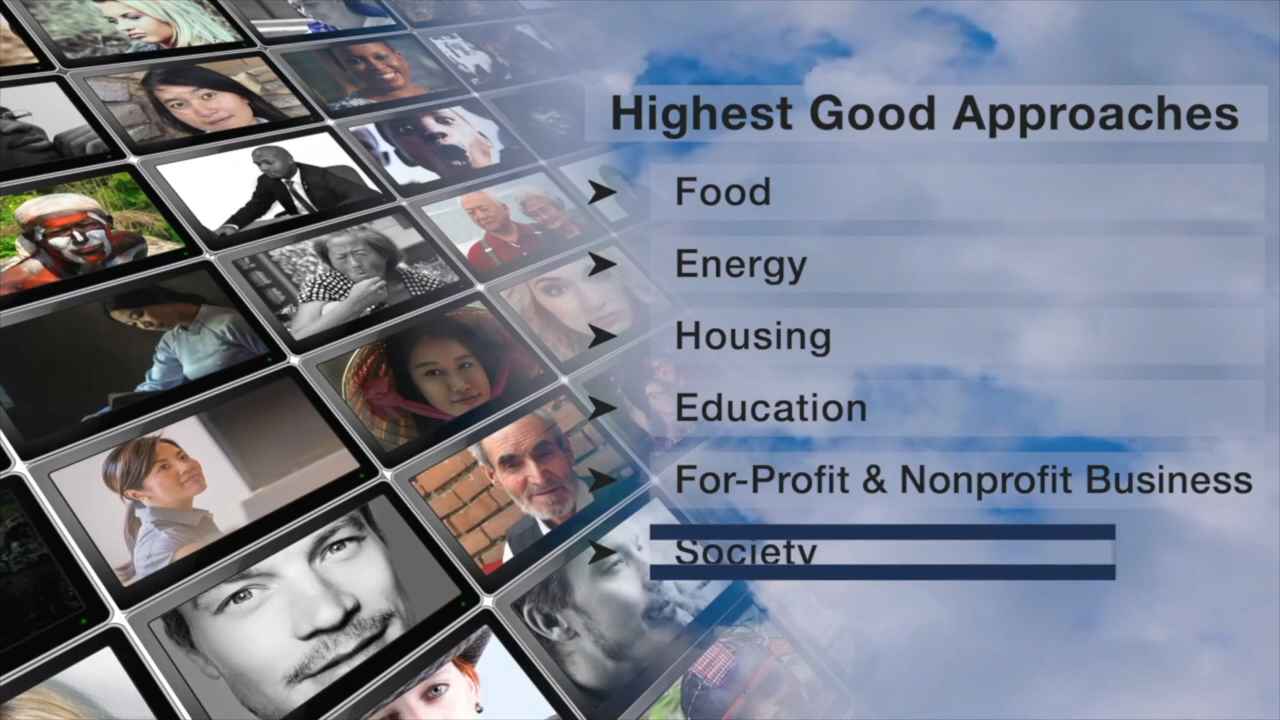 Highest Good Approaches
Food
Energy
Housing
Education
For-Profit & Nonprofit Business
Society